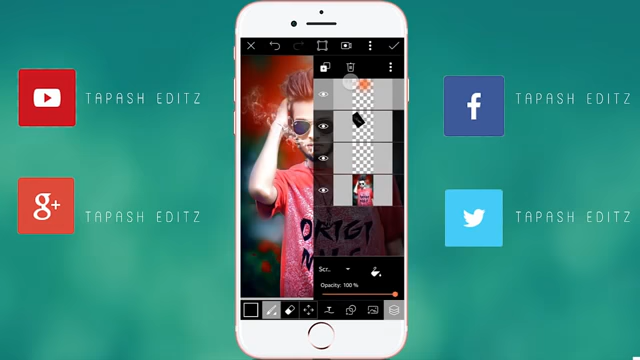 TAPASH EDITZ
TAPASH EDITZ
g+
TAPASH EDITZ
f
TAPASH EDITZ
ORIGI
Scr..
Opacity: 100 %